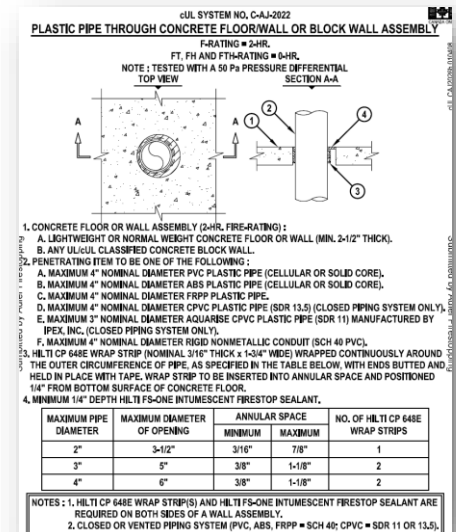 cUL SYSTEM NO. C-AJ-2022
PLASTIC PIPE THROUGH CONCRETE FLOOR/WALL OR BLOCK WALL ASSEMBLY
F-RATING = 2-HR.
FT, FH AND FTH-RATING = 0-HR.
NOTE : TESTED WITH A 50 Pa PRESSURE DIFFERENTIAL
TOP VIEW SECTION A-A
A A
1 2 4
3
1. CONCRETE FLOOR OR WALL ASSEMBLY (2-HR. FIRE-RATING) :
A. LIGHTWEIGHT OR NORMAL WEIGHT CONCRETE FLOOR OR WALL (MIN. 2-1/2" THICK).
B. ANY UL/cUL CLASSIFIED CONCRETE BLOCK WALL.
2. PENETRATING ITEM TO BE ONE OF THE FOLLOWING :
A. MAXIMUM 4" NOMINAL DIAMETER PVC PLASTIC PIPE (CELLULAR OR SOLID CORE).
B. MAXIMUM 4" NOMINAL DIAMETER ABS PLASTIC PIPE (CELLULAR OR SOLID CORE).
C. MAXIMUM 4" NOMINAL DIAMETER FRPP PLASTIC PIPE.
D. MAXIMUM 4" NOMINAL DIAMETER CPVC PLASTIC PIPE (SDR 13.5) (CLOSED PIPING SYSTEM ONLY).
E. MAXIMUM 3" NOMINAL DIAMETER AQUARISE CPVC PLASTIC PIPE (SDR 11) MANUFACTURED BY
IPEX, INC. (CLOSED PIPING SYSTEM ONLY).
F. MAXIMUM 4" NOMINAL DIAMETER RIGID NONMETALLIC CONDUIT (SCH 40 PVC).
3. HILTI CP 648E WRAP STRIP (NOMINAL 3/16" THICK x 1-3/4" WIDE) WRAPPED CONTINUOUSLY AROUND
THE OUTER CIRCUMFERENCE OF PIPE, AS SPECIFIED IN THE TABLE BELOW, WITH ENDS BUTTED AND
HELD IN PLACE WITH TAPE. WRAP STRIP TO BE INSERTED INTO ANNULAR SPACE AND POSITIONED
1/4" FROM BOTTOM SURFACE OF CONCRETE FLOOR.
4. MINIMUM 1/4" DEPTH HILTI FS-ONE INTUMESCENT FIRESTOP SEALANT.
MAXIMUM PIPE DIAMETER MAXIMUM DIAMETER OF OPENING ANNULAR SPACE MINIMUM MAXIMUM NO. OF HILTI CP 648E WRAP STRIPS
2" 3-1/2" 3/16" 7/8" 1
3" 5" 3/8" 1-1/8" 2
4" 6" 3/8" 1-1/8" 2
NOTES : 1. HILTI CP 648E WRAP STRIP(S) AND HILTI FS-ONE INTUMESCENT FIRESTOP SEALANT ARE
REQUIRED ON BOTH SIDES OF A WALL ASSEMBLY.
2. CLOSED OR VENTED PIPING SYSTEM (PVC, ABS, FRPP = SCH 40; CPVC = SDR 11 OR 13.5).